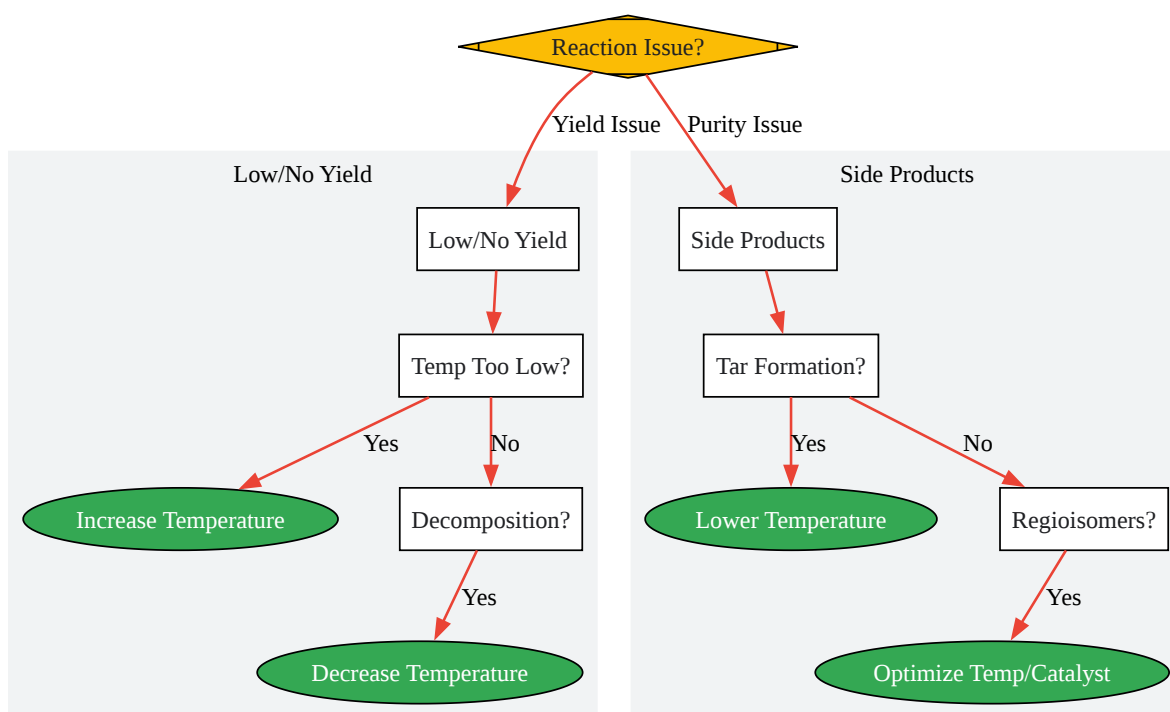 Reaction Issue?
Yield Issue
Purity Issue
Low/No Yield
Side Products
Low/No Yield
Side Products
Temp Too Low?
Tar Formation?
Yes
No
Yes
No
Increase Temperature
Decomposition?
Lower Temperature
Regioisomers?
Yes
Yes
Decrease Temperature
Optimize Temp/Catalyst